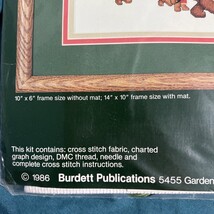 10" x 6" frame size without mat; 14" x 10" frame size with mat.
This kit contains: cross stitch fabric, charted
graph design, DMC thread, needle and
complete cross stitch instructions.
© 1986 Burdett Publications 5455 Garden